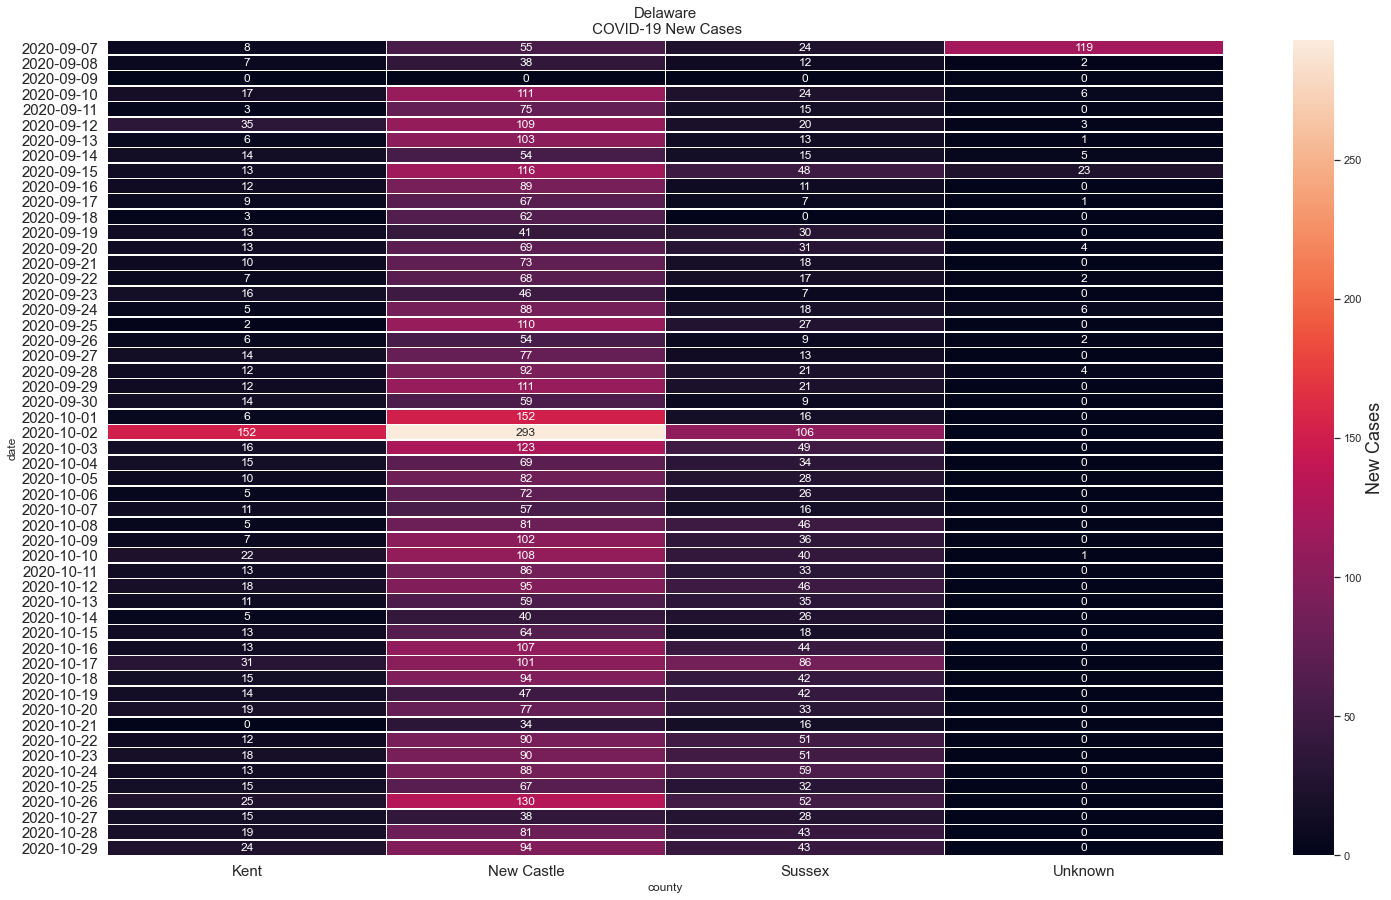 Delaware
COVID-19 New Cases
2020-09-07 8 55 24 119
2020-09-08 7 38 12 2
2020-09-09 0 0 0 0
2020-09-10 17 111 24 6
2020-09-11 3 75 15 0
2020-09-12 35 109 20 3
2020-09-13 6 103 13 1
2020-09-14 14 54 15 5
2020-09-15 13 116 48 23
2020-09-16 12 89 11 0
2020-09-17 9 67 7 1
2020-09-18 3 62 0 0
2020-09-19 13 41 30 0
2020-09-20 13 69 31 4
2020-09-21 10 73 18 0
2020-09-22 7 68 17 2
2020-09-23 16 46 7 0
2020-09-24 5 88 18 6
2020-09-25 2 110 27 0
2020-09-26 6 54 9 2
2020-09-27 14 77 13 0
2020-09-28 12 92 21 4
2020-09-29 12 111 21 0
2020-09-30 14 59 9 0
2020-10-01 6 152 16 0
2020-10-02 152 293 106 0
2020-10-03 16 123 49 0
2020-10-04 15 69 34 0
2020-10-05 10 82 28 0
2020-10-06 5 72 26 0
2020-10-07 11 57 16 0
2020-10-08 5 81 46 0
2020-10-09 7 102 36 0
2020-10-10 22 108 40 1
2020-10-11 13 86 33 0
2020-10-12 18 95 46 0
2020-10-13 11 59 35 0
2020-10-14 5 40 26 0
2020-10-15 13 64 18 0
2020-10-16 13 107 44 0
2020-10-17 31 101 86 0
2020-10-18 15 94 42 0
2020-10-19 14 47 42 0
2020-10-20 19 77 33 0
2020-10-21 0 34 16 0
2020-10-22 12 90 51 0
2020-10-23 18 90 51 0
2020-10-24 13 88 59 0
2020-10-25 15 67 32 0
2020-10-26 25 130 52 0
2020-10-27 15 38 28 0
2020-10-28 19 81 43 0
2020-10-29 24 94 43 0
Kent New Castle Sussex Unknown
county
date
250
200
150
100
50
0
New Cases